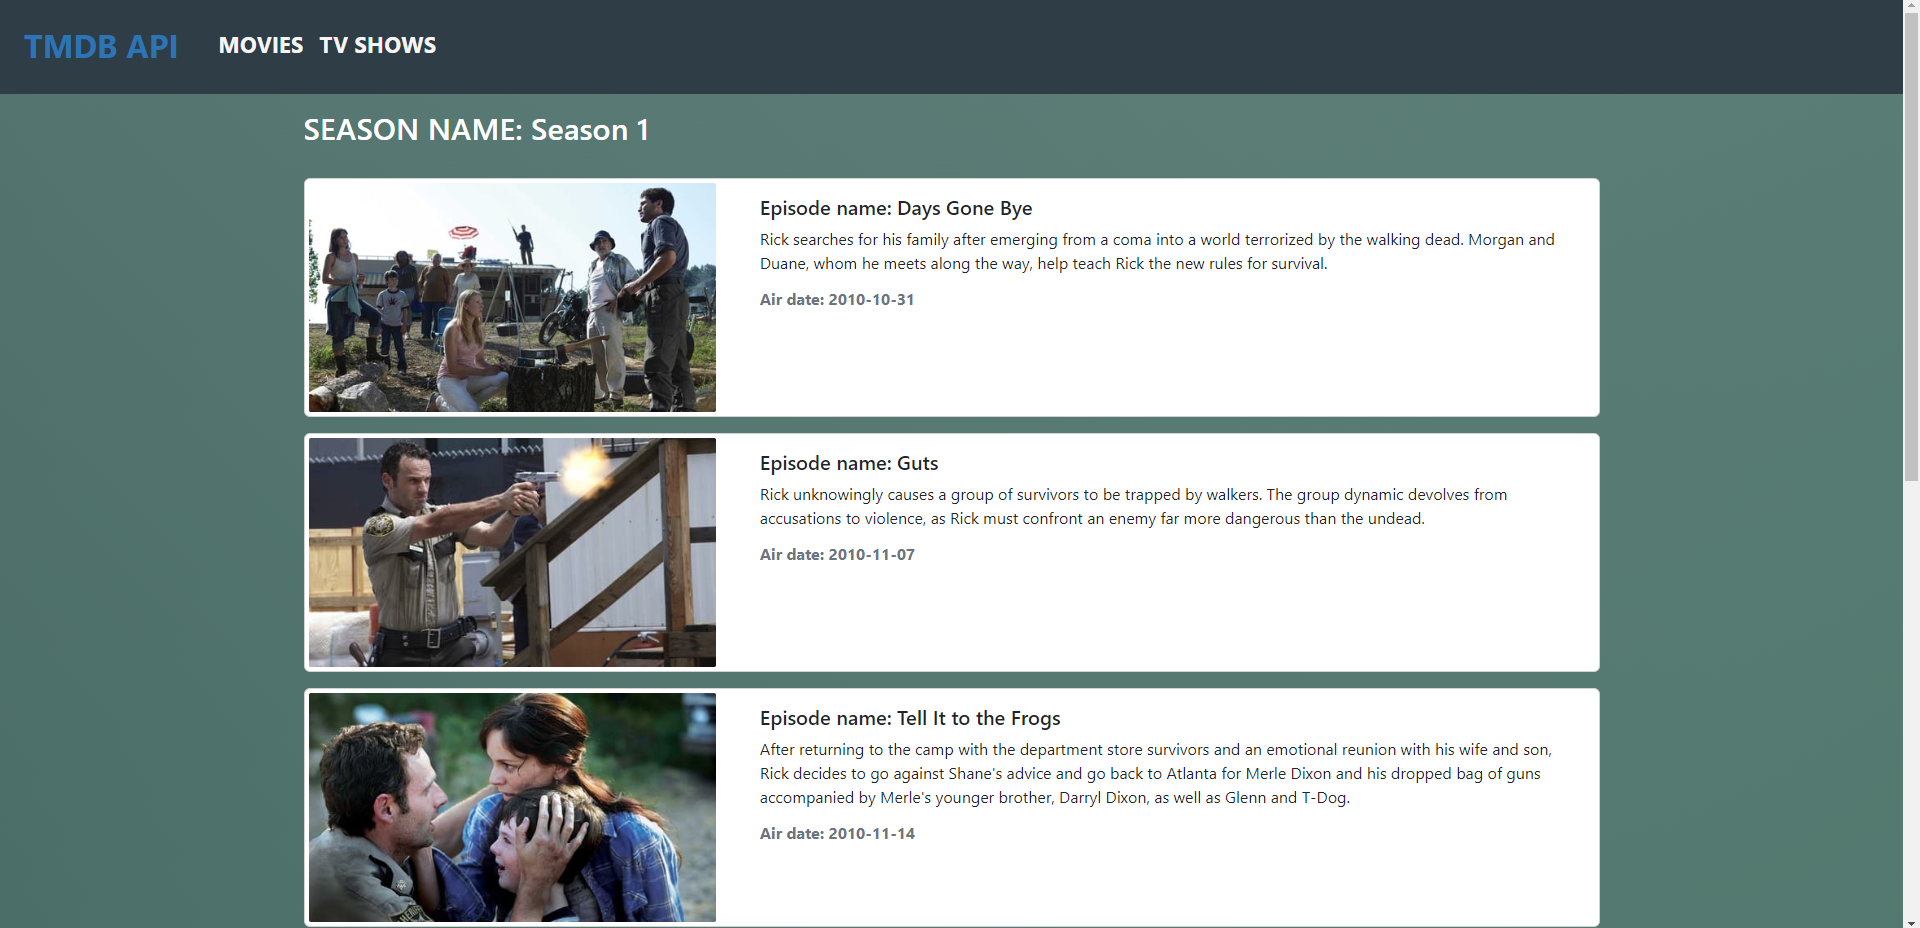 TMDB API MOVIES TV SHOWS
SEASON NAME: Season 1
Episode name: Days Gone Bye
Rick searches for his family after emerging from a coma into a world terrorized by the walking dead. Morgan and
Duane, whom he meets along the way, help teach Rick the new rules for survival.
Air date: 2010-10-31
Episode name: Guts
Rick unknowingly causes a group of survivors to be trapped by walkers. The group dynamic devolves from
accusations to violence, as Rick must confront an enemy far more dangerous than the undead.
Air date: 2010-11-07
Episode name: Tell It to the Frogs
After returning to the camp with the department store survivors and an emotional reunion with his wife and son,
Rick decides to go against Shane's advice and go back to Atlanta for Merle Dixon and his dropped bag of guns
accompanied by Merle's younger brother, Darryl Dixon, as well as Glenn and T-Dog.
Air date: 2010-11-14